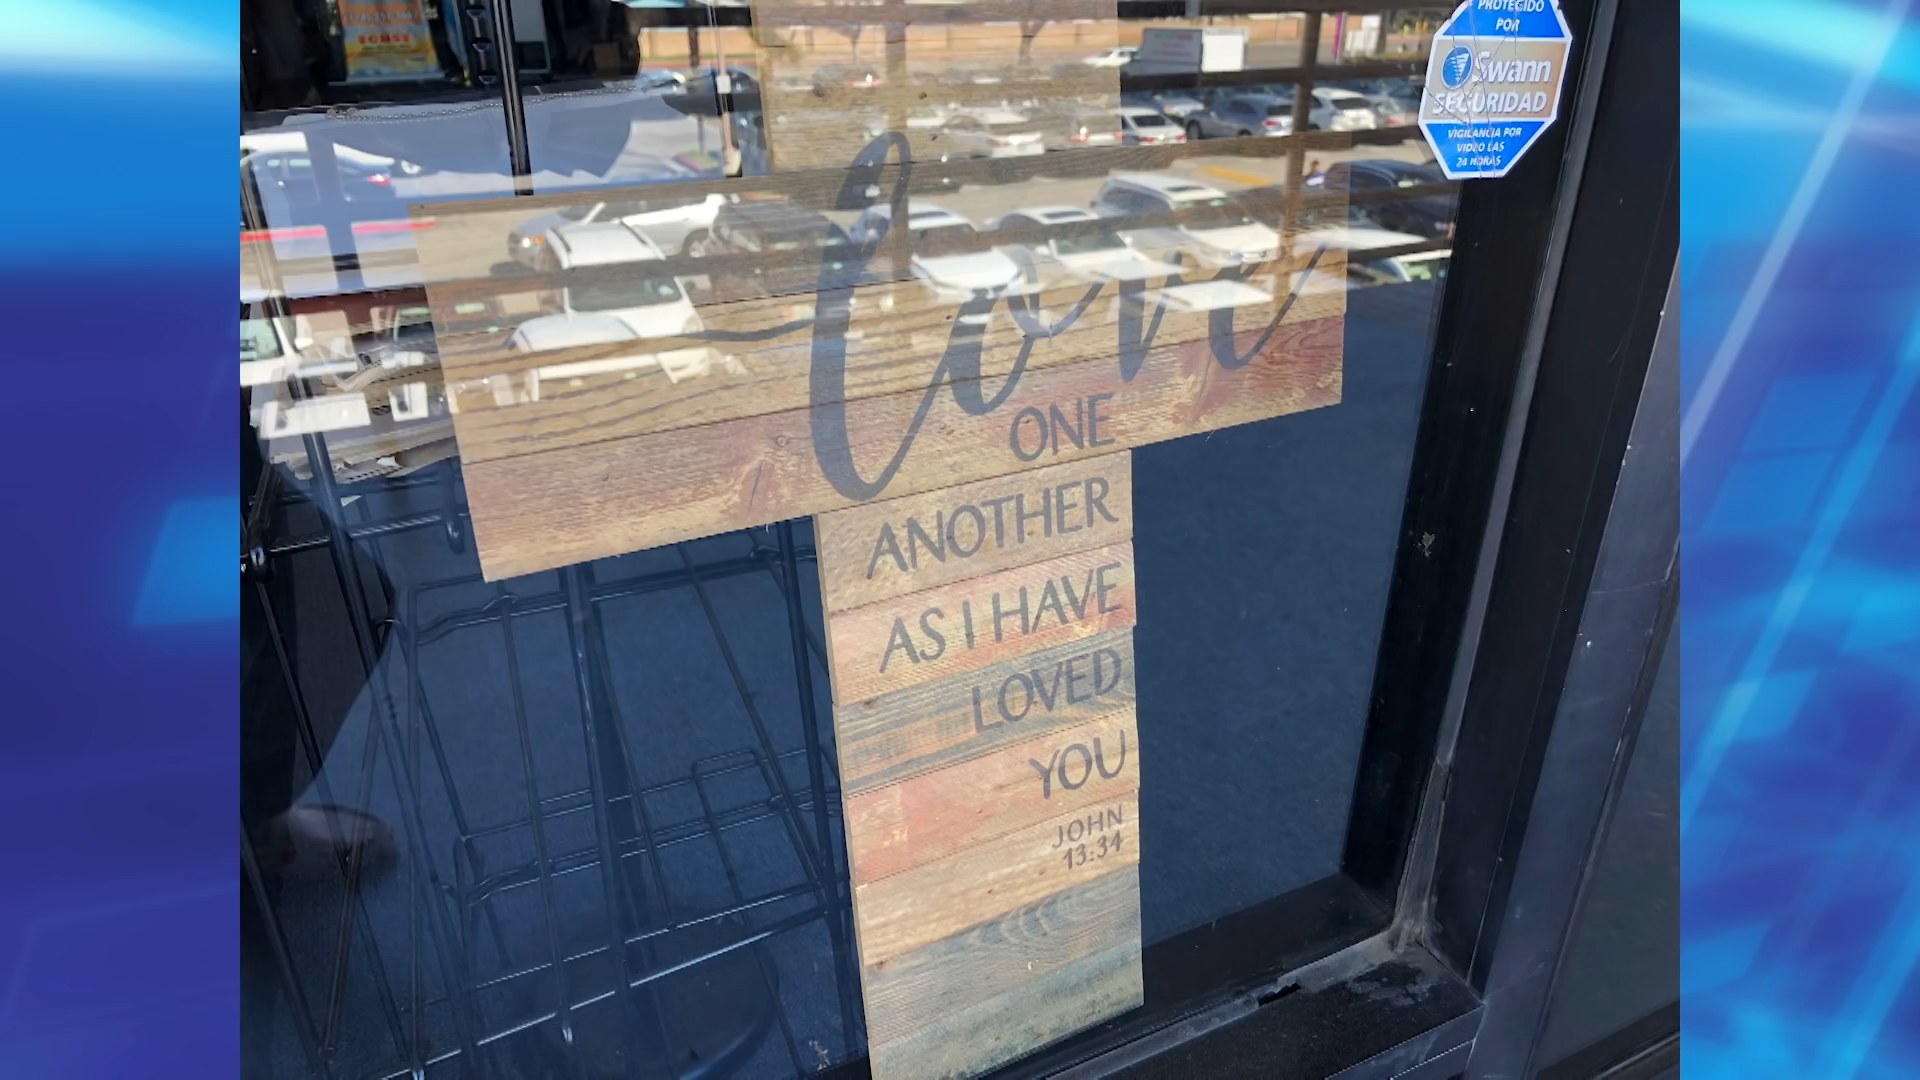 PROTEGIDO
POR
Swann
SEGURIDAD
VIGILANCIA POR
VIDEO LAS
24 HORAS
Love
ONE
ANOTHER
AS I HAVE
LOVED
YOU
JOHN
13:34